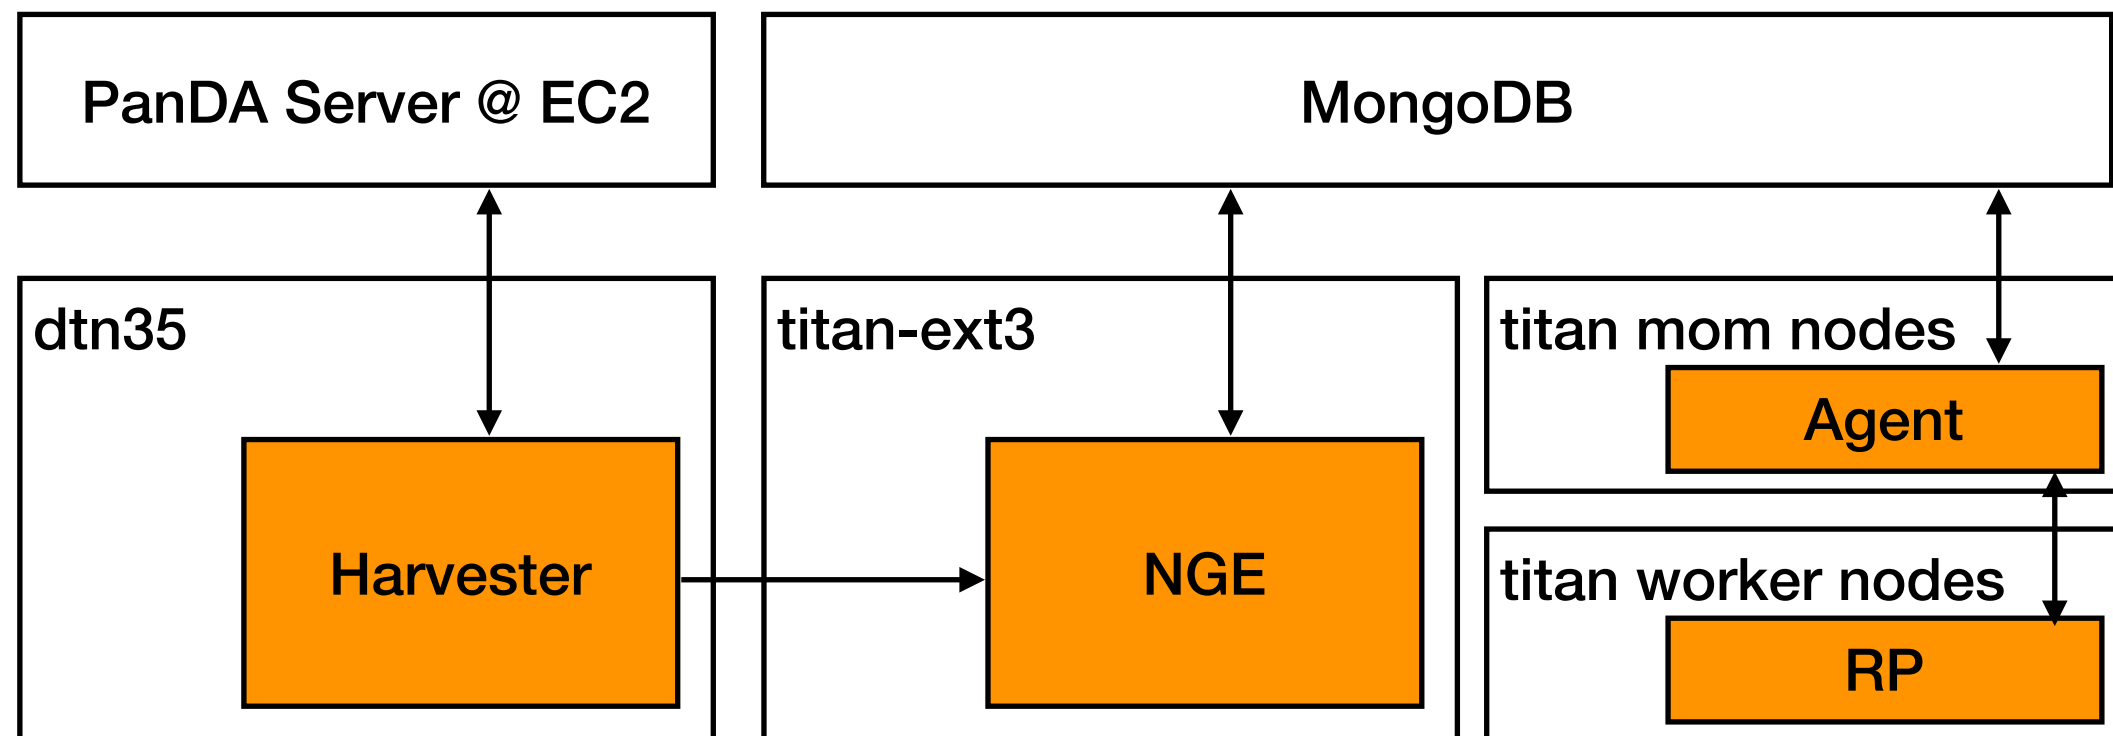 PanDA Server @ EC2
MongoDB
dtn35
titan-ext3
titan mom nodes
Agent
Harvester
NGE
titan worker nodes
RP